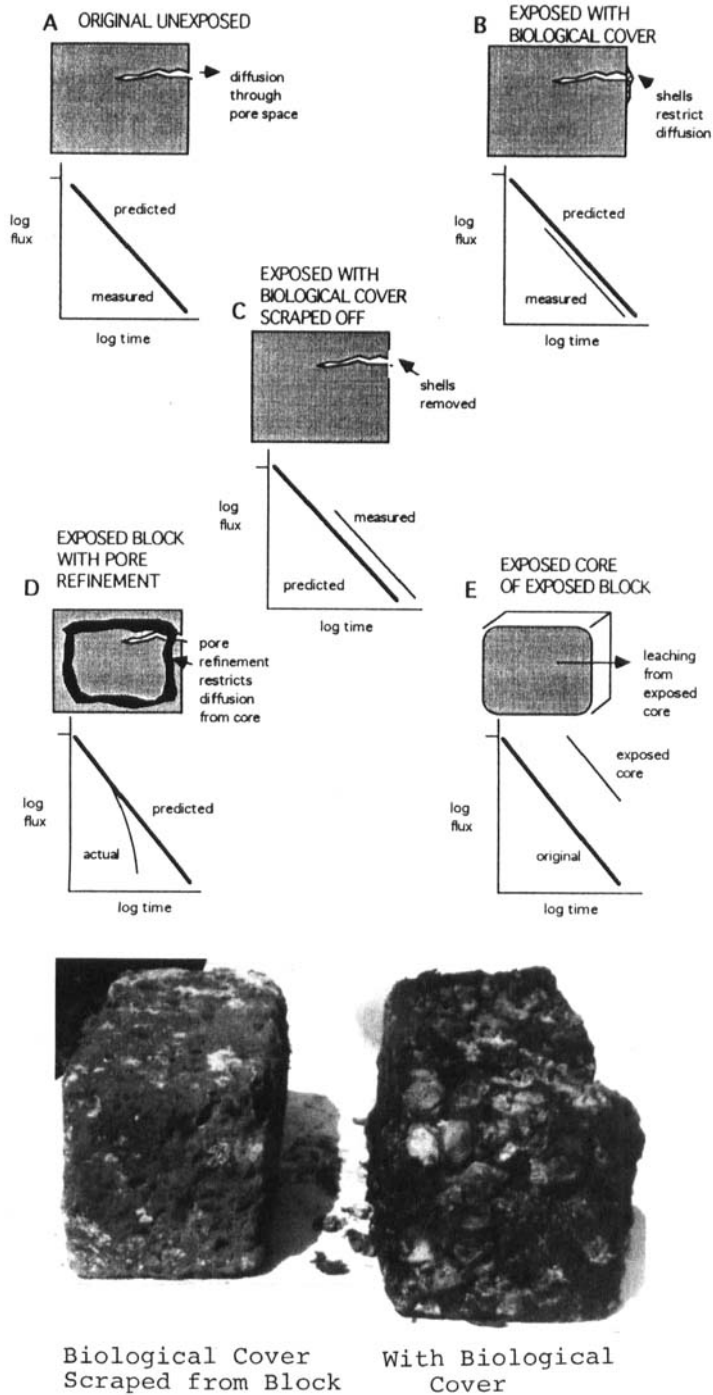 A ORIGINAL UNEXPOSED
diffusion
through
pore space
log
flux
predicted
measured
log time
B EXPOSED WITH
BIOLOGICAL COVER
shells
restrict
diffusion
log
flux
predicted
measured
log time
C EXPOSED WITH
BIOLOGICAL COVER
SCRAPED OFF
shells
removed
log
flux
measured
predicted
log time
D EXPOSED BLOCK
WITH PORE
REFINEMENT
pore
refinement
restricts
diffusion
from core
log
flux
predicted
actual
log time
E EXPOSED CORE
OF EXPOSED BLOCK
leaching
from
exposed
core
exposed
core
log
flux
original
log time
Biological Cover
Scraped from Block
With Biological
Cover